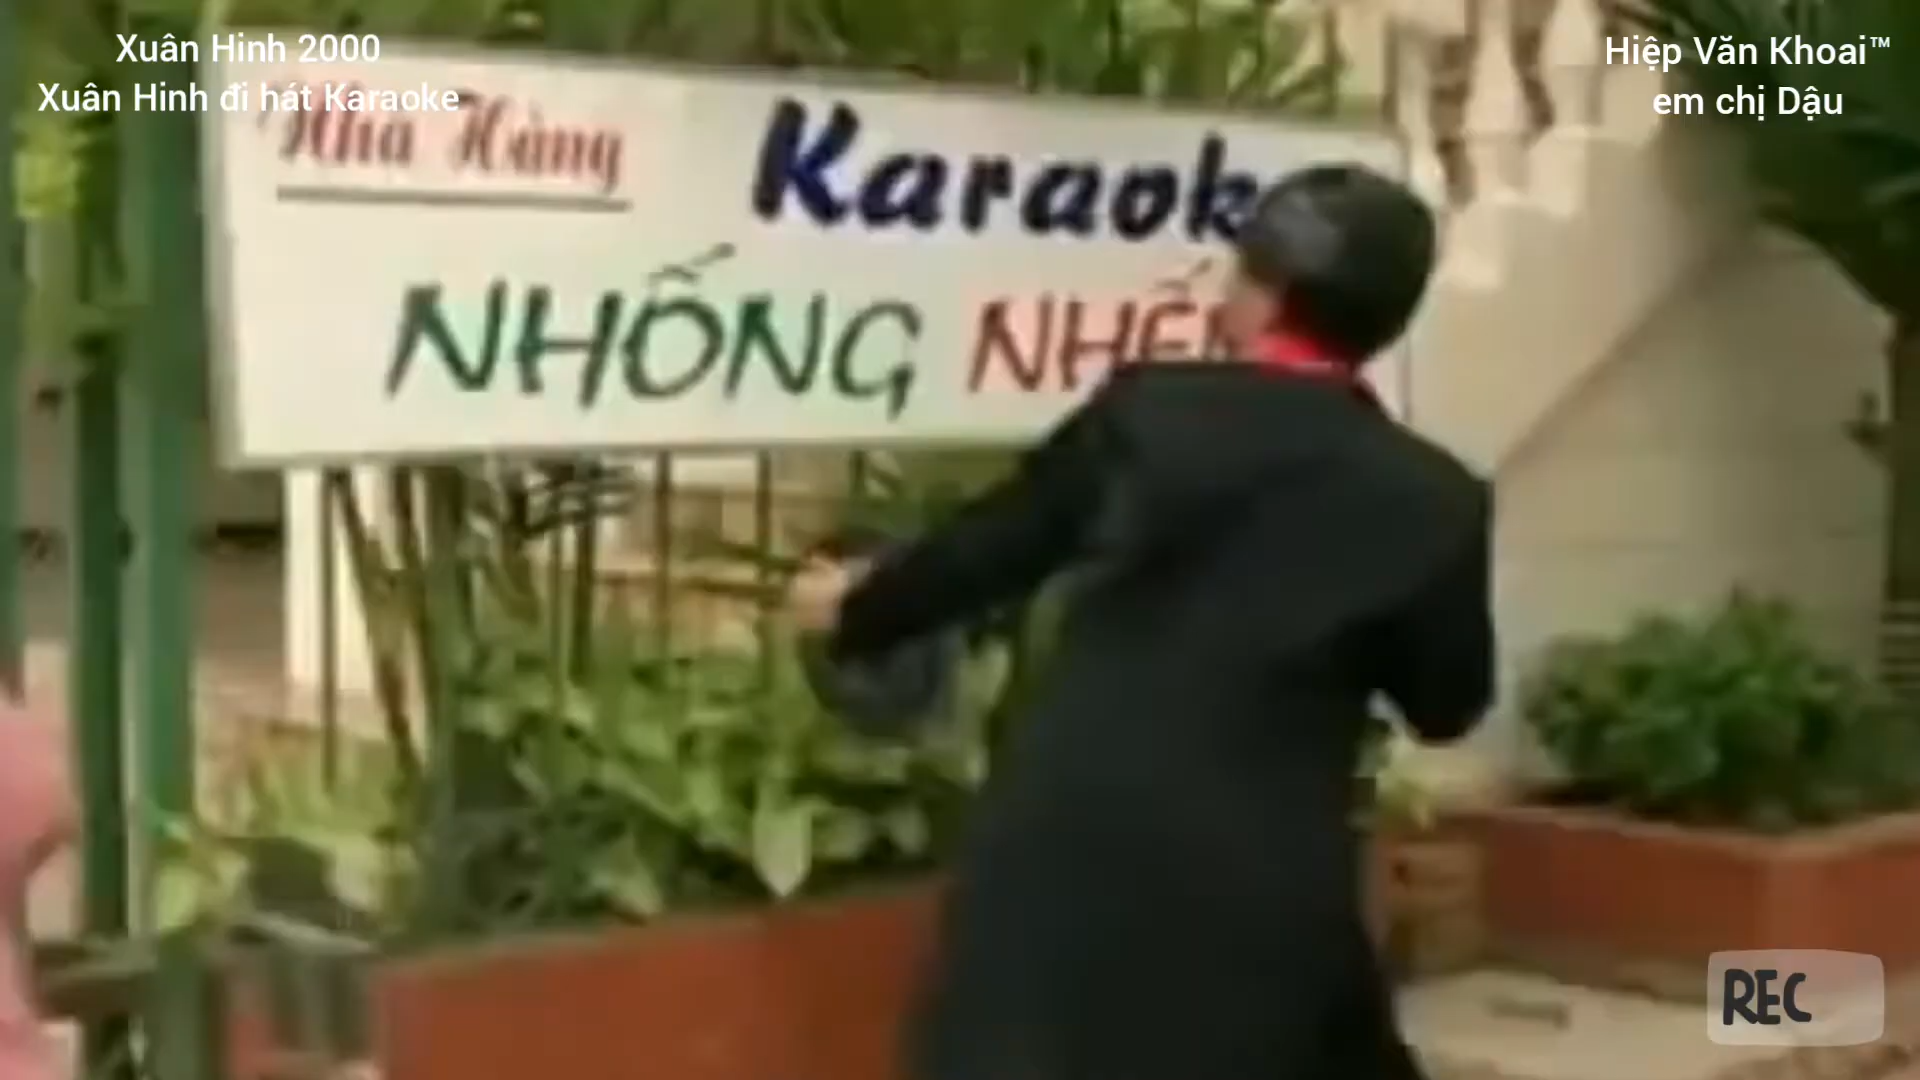 Xuân Hinh 2000
Xuân Hinh đi hát Karaoke
Hiệp Văn Khoai™
em chị Dậu
Nhà Hàng
Karaok
NHỐNG NHẾN
REC